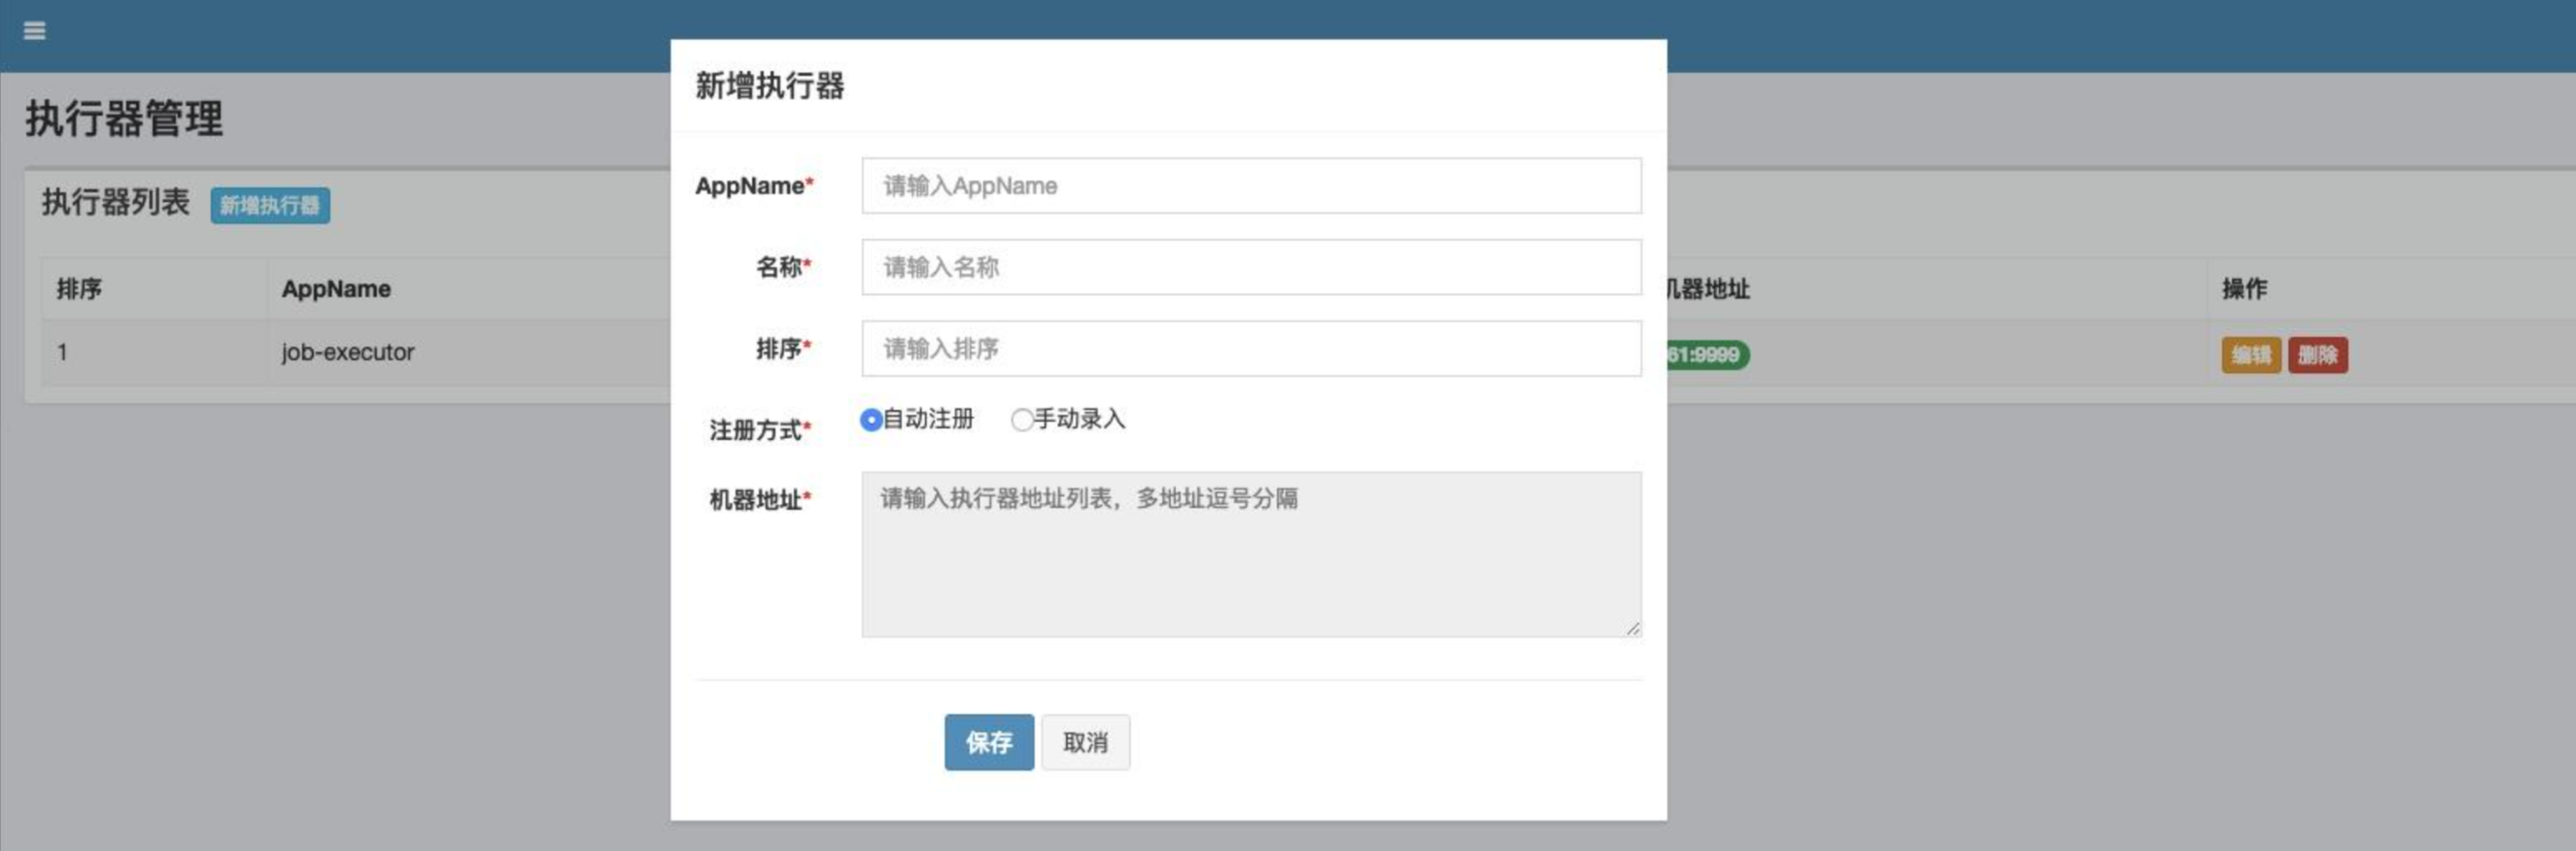 执行器管理
执行器列表 新增执行器
排序 AppName 机器地址 操作
1 job-executor 61:9999 编辑 删除
新增执行器
AppName* 请输入AppName
名称* 请输入名称
排序* 请输入排序
注册方式* 自动注册 手动录入
机器地址* 请输入执行器地址列表，多地址逗号分隔
保存 取消